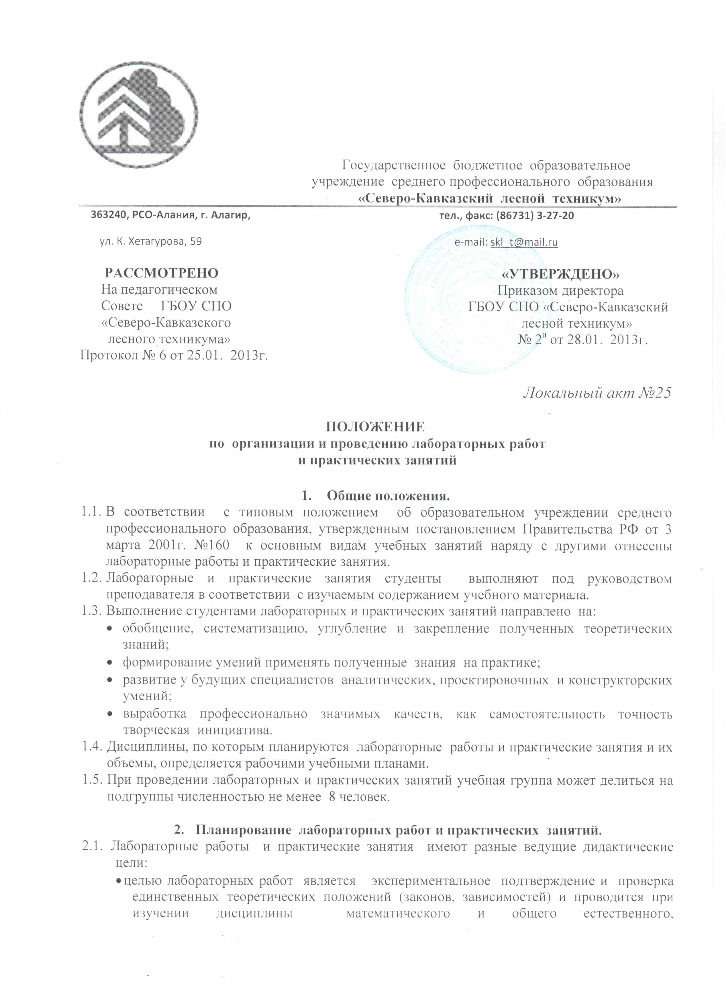 Государственное бюджетное образовательное
учреждение среднего профессионального образования
«Северо-Кавказский лесной техникум»
363240, РСО-Алания, г. Алагир,
тел., факс: (86731) 3-27-20
ул. К. Хетагурова, 59
e-mail: skl_t@mail.ru
РАССМОТРЕНО
На педагогическом
Совете ГБОУ СПО
«Северо-Кавказского
лесного техникума»
Протокол № 6 от 25.01. 2013г.
«УТВЕРЖДЕНО»
Приказом директора
ГБОУ СПО «Северо-Кавказский
лесной техникум»
№ 2а от 28.01. 2013г.
Локальный акт №25
ПОЛОЖЕНИЕ
по организации и проведению лабораторных работ
и практических занятий
1. Общие положения.
1.1. В соответствии с типовым положением об образовательном учреждении среднего
профессионального образования, утвержденным постановлением Правительства РФ от 3
марта 2001г. №160 к основным видам учебных занятий наряду с другими отнесены
лабораторные работы и практические занятия.
1.2. Лабораторные и практические занятия студенты выполняют под руководством
преподавателя в соответствии с изучаемым содержанием учебного материала.
1.3. Выполнение студентами лабораторных и практических занятий направлено на:
• обобщение, систематизацию, углубление и закрепление полученных теоретических
знаний;
• формирование умений применять полученные знания на практике;
• развитие у будущих специалистов аналитических, проектировочных и конструкторских
умений;
• выработка профессионально значимых качеств, как самостоятельность точность
творческая инициатива.
1.4. Дисциплины, по которым планируются лабораторные работы и практические занятия и их
объемы, определяется рабочими учебными планами.
1.5. При проведении лабораторных и практических занятий учебная группа может делиться на
подгруппы численностью не менее 8 человек.
2. Планирование лабораторных работ и практических занятий.
2.1. Лабораторные работы и практические занятия имеют разные ведущие дидактические
цели:
• целью лабораторных работ является экспериментальное подтверждение и проверка
единственных теоретических положений (законов, зависимостей) и проводится при
изучении дисциплины математического и общего естественного,